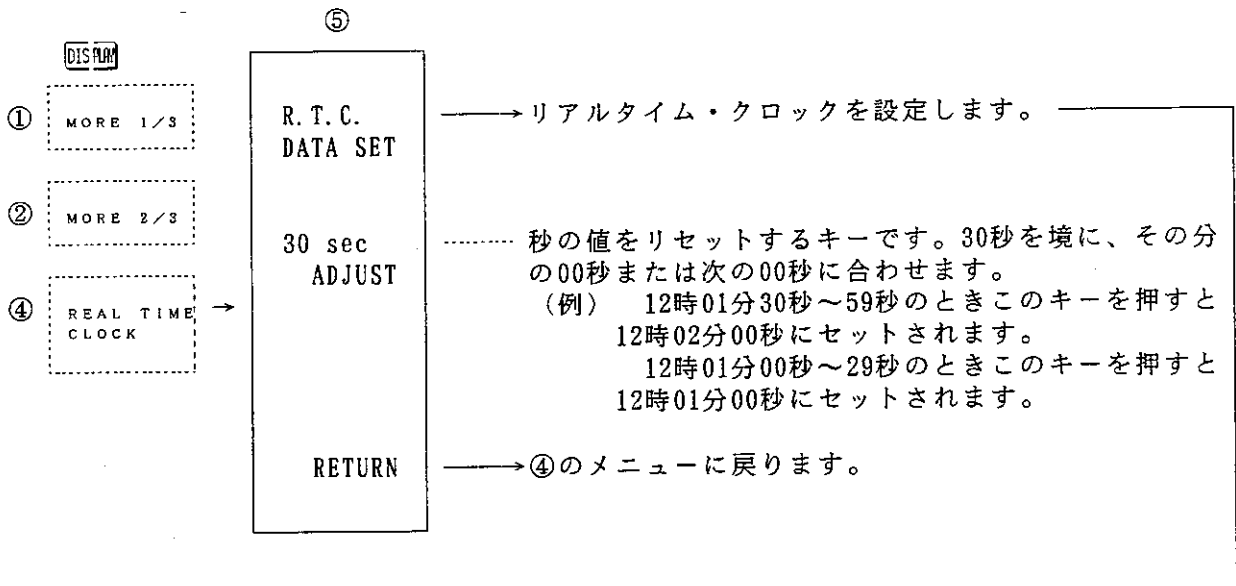 ⑤
DISPLAY
① MORE 1/3
R.T.C. DATA SET
リアルタイム・クロックを設定します。
② MORE 2/3
30 sec ADJUST
秒の値をリセットするキーです。30秒を境に、その分
の00秒または次の00秒に合わせます。
(例) 12時01分30秒～59秒のときこのキーを押すと
12時02分00秒にセットされます。
12時01分00秒～29秒のときこのキーを押すと
12時01分00秒にセットされます。
④ REAL TIME
CLOCK
RETURN
④のメニューに戻ります。